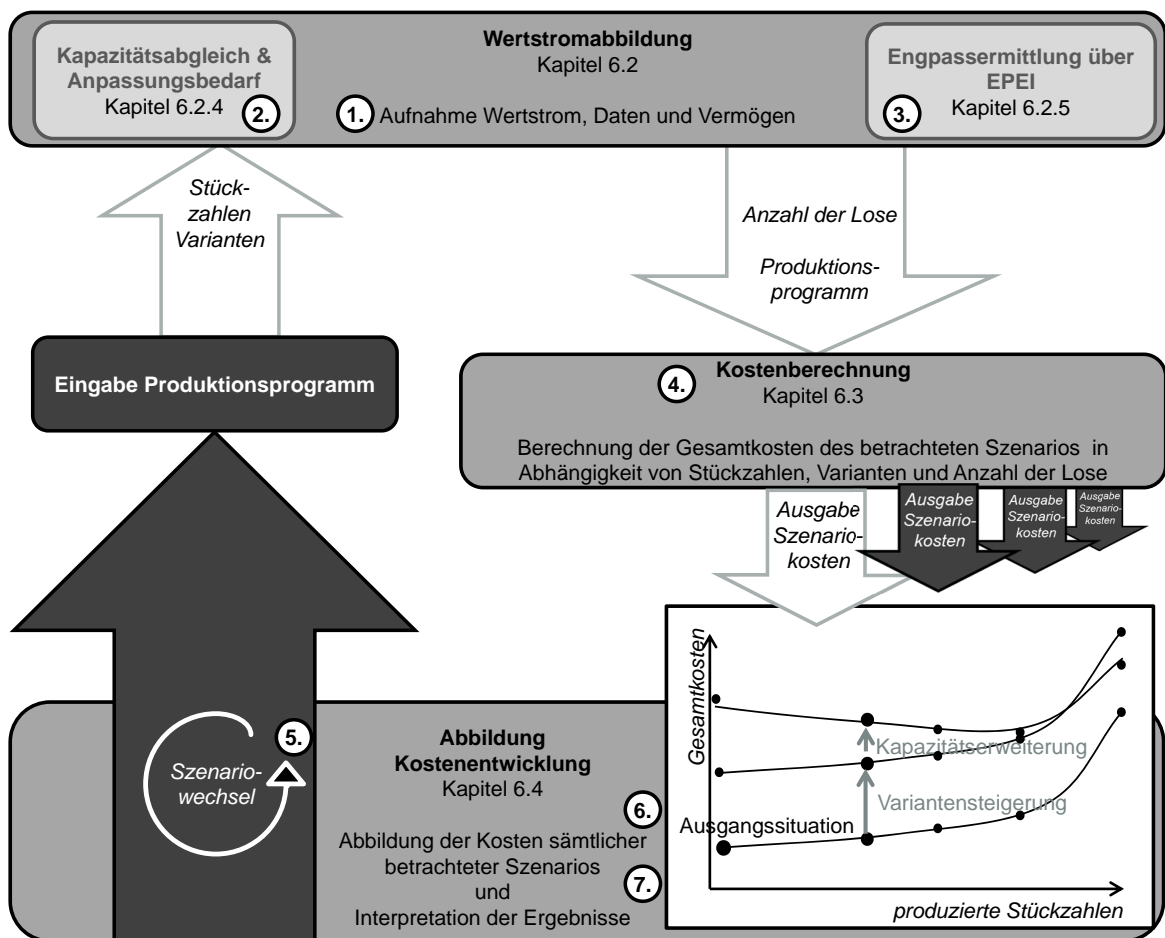 Wertstromabbildung
Kapitel 6.2
1. Aufnahme Wertstrom, Daten und Vermögen
Kapazitätsabgleich &
Anpassungsbedarf
Kapitel 6.2.4
2.
Engpassermittlung über
EPEI
Kapitel 6.2.5
3.
Stück-
zahlen
Varianten
Anzahl der Lose
Produktions-
programm
Eingabe Produktionsprogramm
4.
Kostenberechnung
Kapitel 6.3
Berechnung der Gesamtkosten des betrachteten Szenarios in
Abhängigkeit von Stückzahlen, Varianten und Anzahl der Lose
Ausgabe
Szenario-
kosten
Ausgabe
Szenario-
kosten
Ausgabe
Szenario-
kosten
Ausgabe
Szenario-
kosten
5.
Szenario-
wechsel
Abbildung
Kostenentwicklung
Kapitel 6.4
6.
Abbildung der Kosten sämtlicher
betrachteter Szenarios
und
Interpretation der Ergebnisse
7.
Gesamtkosten
Kapazitätserweiterung
Variantensteigerung
Ausgangssituation
produzierte Stückzahlen